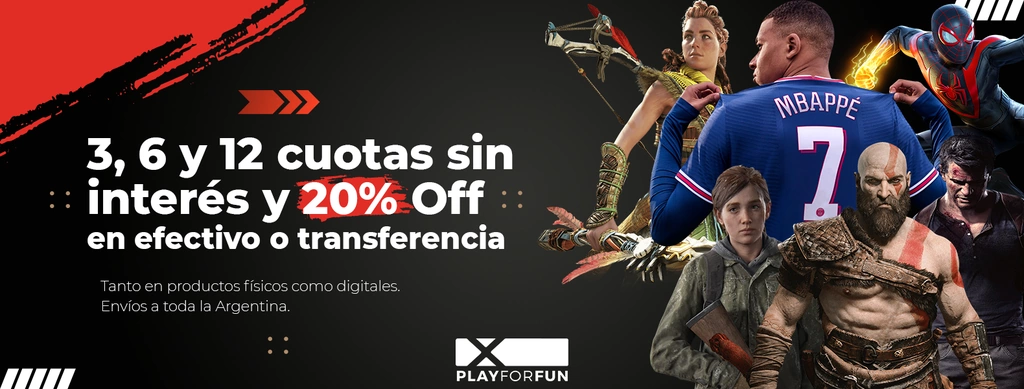 3, 6 y 12 cuotas sin
interés y 20% Off
en efectivo o transferencia
Tanto en productos físicos como digitales.
Envíos a toda la Argentina.
X
PLAYFORFUN
MBAPPÉ
7